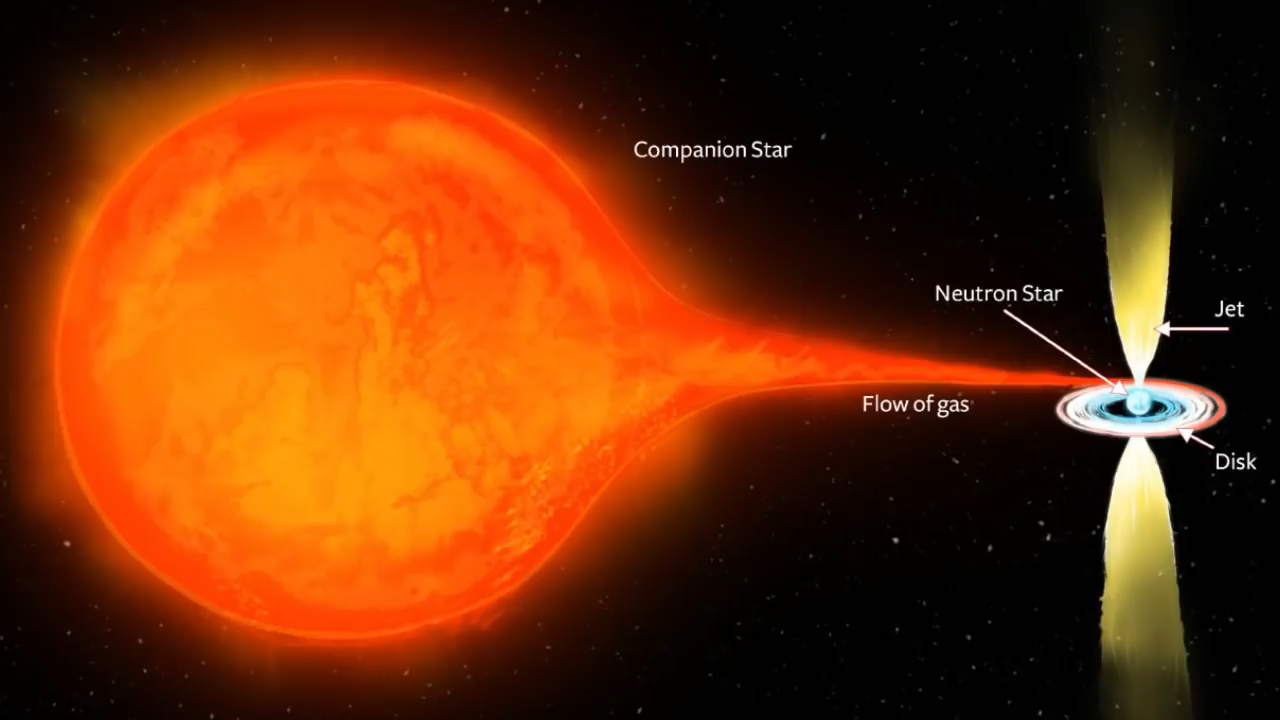 Companion Star
Neutron Star
Jet
Flow of gas
Disk